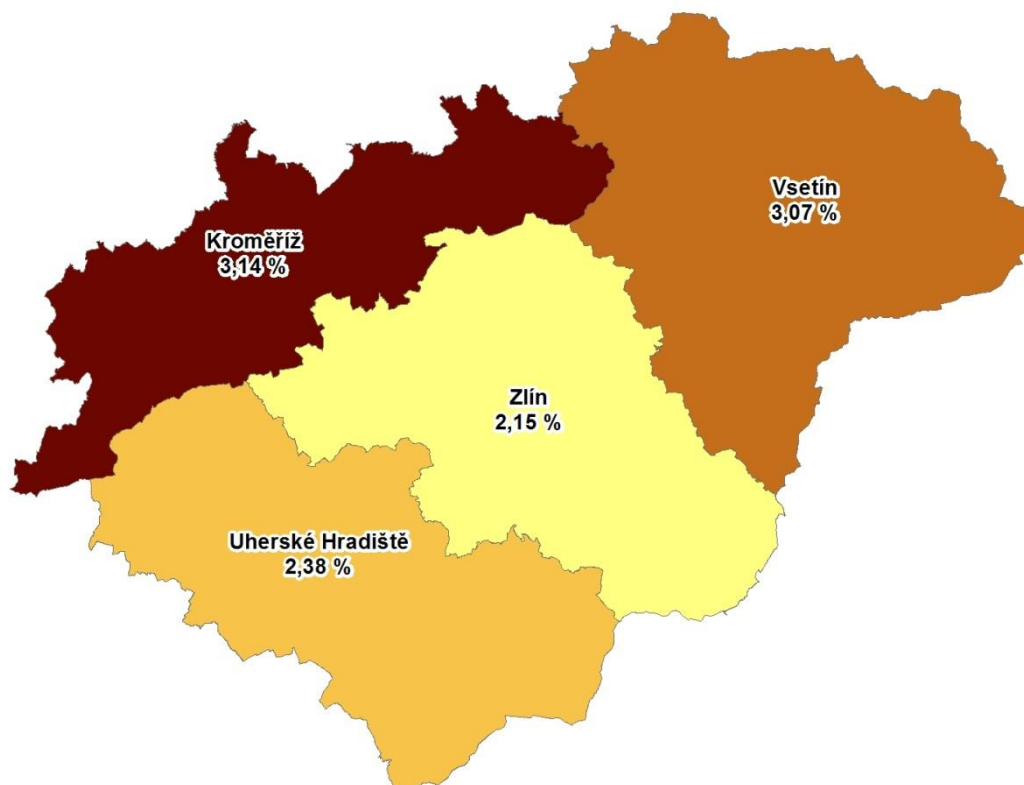 Vsetín
3,07 %
Kroměříž
3,14 %
Zlín
2,15 %
Uherské Hradiště
2,38 %